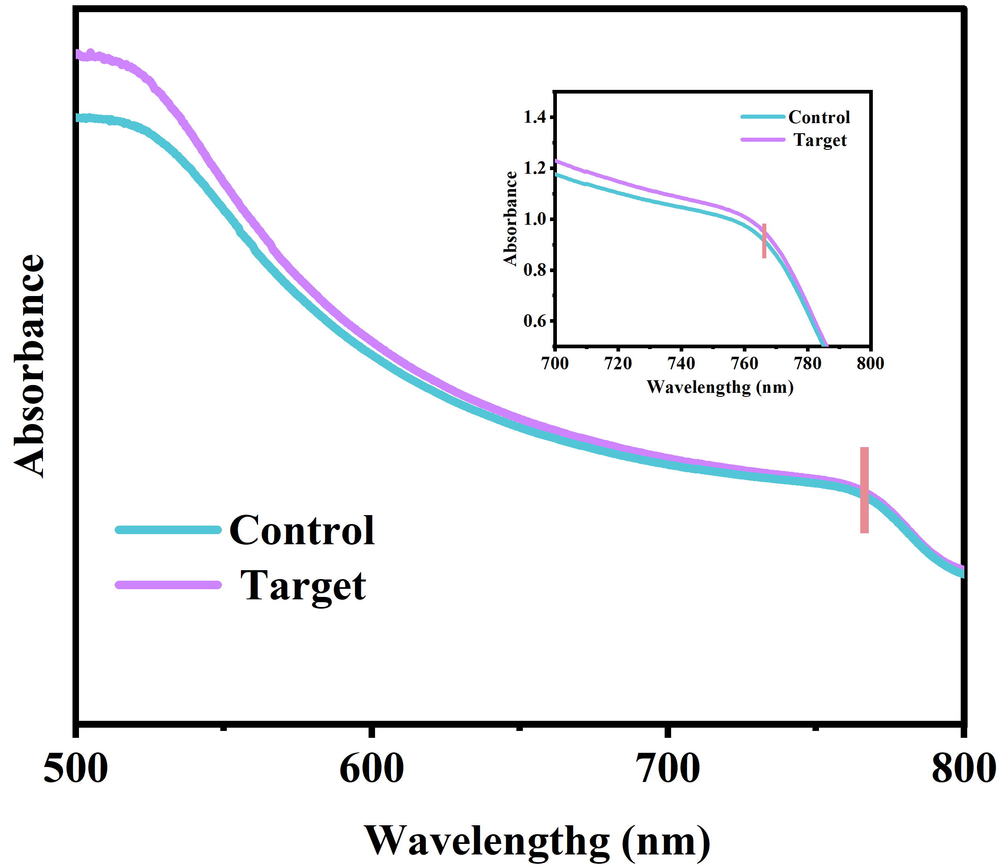 Absorbance
Control
Target
500 600 700 800
Wavelengthg (nm)
Absorbance
1.4
1.2
1.0
0.8
0.6
Control
Target
700 720 740 760 780 800
Wavelengthg (nm)